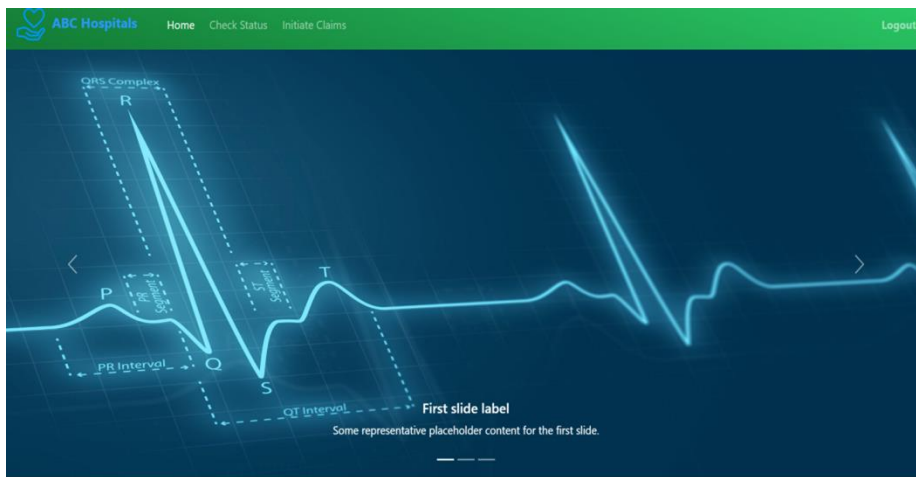 ABC Hospitals
Home Check Status Initiate Claims
Logout
QRS Complex
R
P
PR Segment
ST Segment
T
PR Interval
Q
S
QT Interval
First slide label
Some representative placeholder content for the first slide.